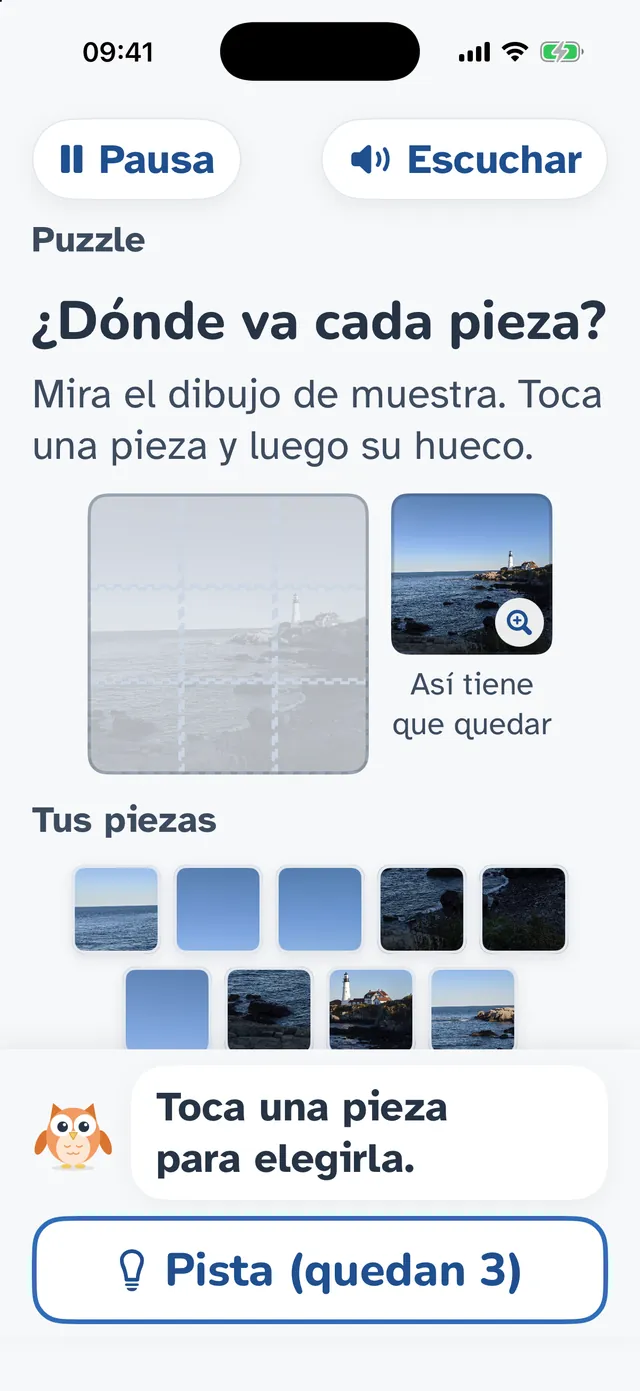 09:41
Pausa
Escuchar
Puzzle
¿Dónde va cada pieza?
Mira el dibujo de muestra. Toca
una pieza y luego su hueco.
Así tiene
que quedar
Tus piezas
Toca una pieza
para elegirla.
Pista (quedan 3)